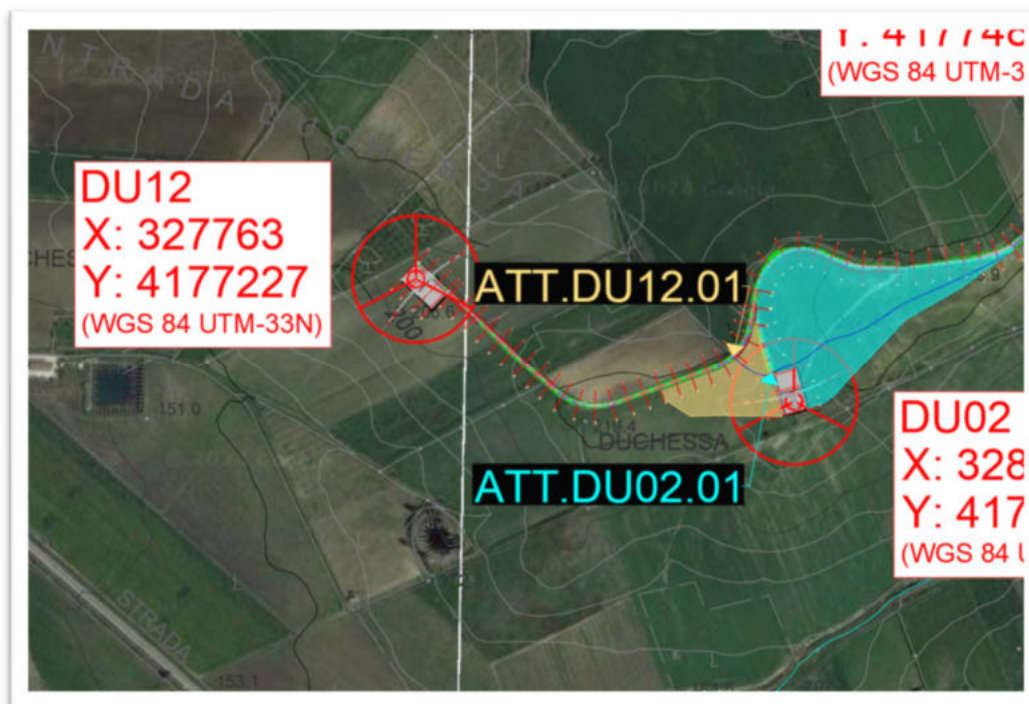 (WGS 84 UTM-3
DU12
X: 327763
Y: 4177227
(WGS 84 UTM-33N)
ATT.DU12.01
200
151.0
DUCHESSA
ATT.DU02.01
DU02
X: 328
Y: 417
(WGS 84 U
STRADA
153.1